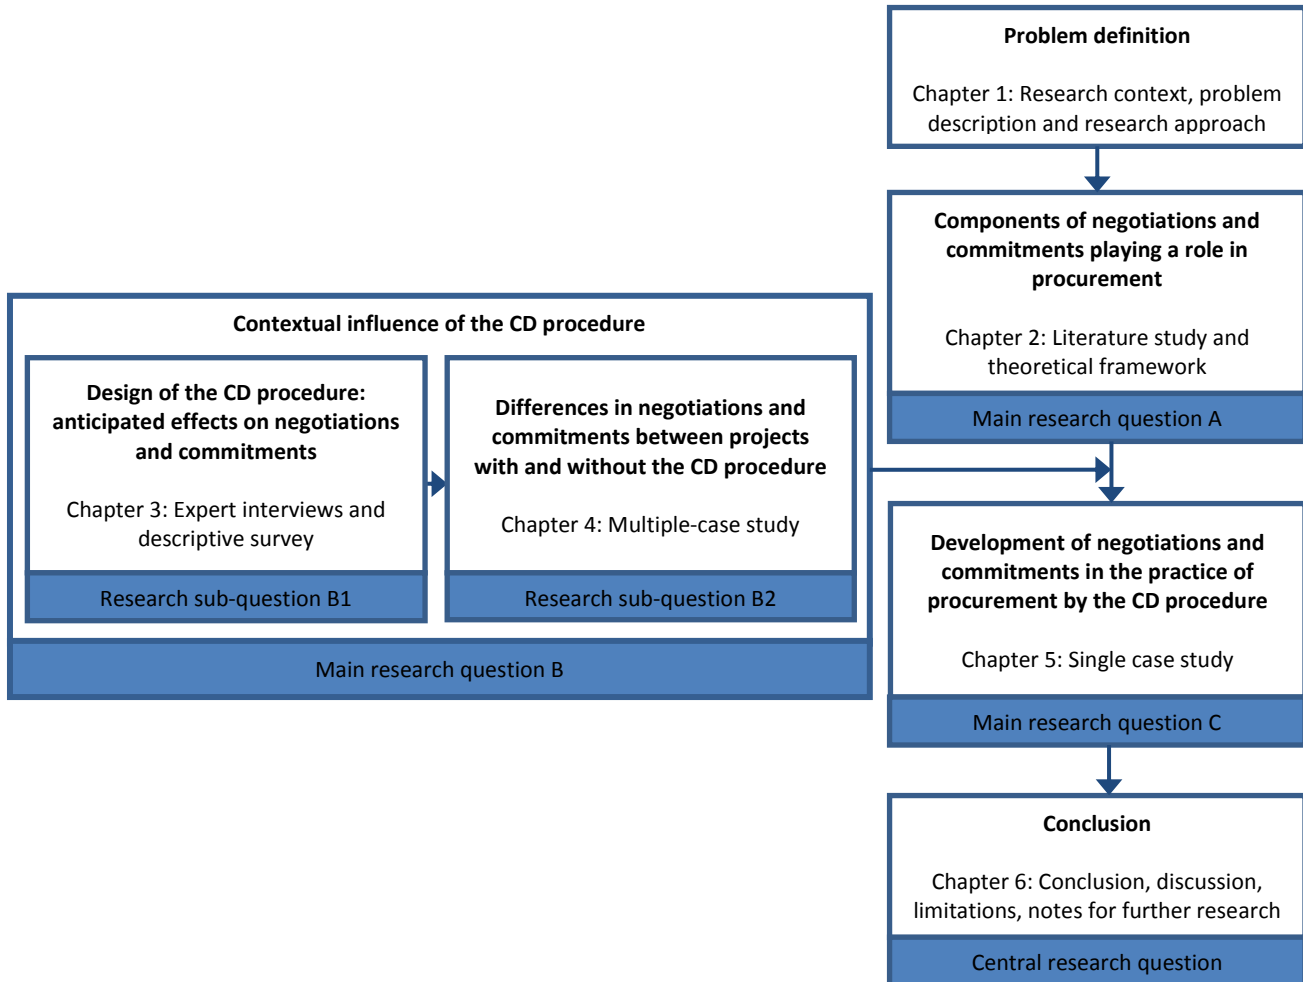 Problem definition
Chapter 1: Research context, problem
description and research approach
Components of negotiations and
commitments playing a role in
procurement
Chapter 2: Literature study and
theoretical framework
Main research question A
Contextual influence of the CD procedure
Design of the CD procedure:
anticipated effects on negotiations
and commitments
Chapter 3: Expert interviews and
descriptive survey
Research sub-question B1
Differences in negotiations and
commitments between projects
with and without the CD procedure
Chapter 4: Multiple-case study
Research sub-question B2
Main research question B
Development of negotiations and
commitments in the practice of
procurement by the CD procedure
Chapter 5: Single case study
Main research question C
Conclusion
Chapter 6: Conclusion, discussion,
limitations, notes for further research
Central research question